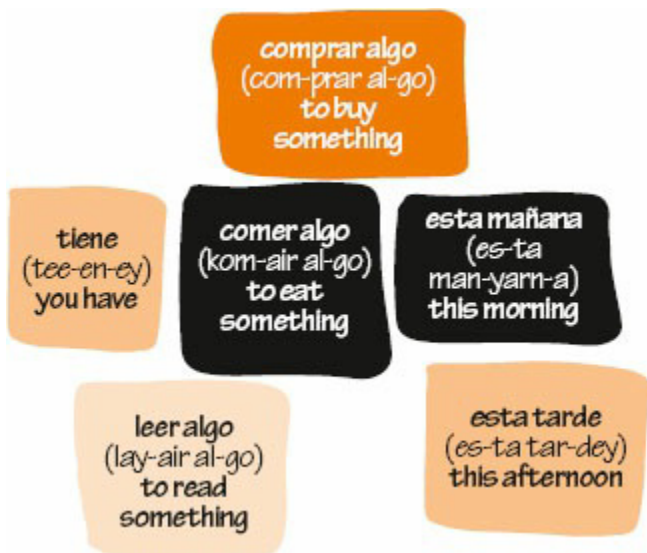 comprar algo
(com-prar al-go)
to buy
something
tiene
(tee-en-ey)
you have
comer algo
(kom-air al-go)
to eat
something
esta mañana
(es-ta
man-yarn-a)
this morning
leer algo
(lay-air al-go)
to read
something
esta tarde
(es-ta tar-dey)
this afternoon